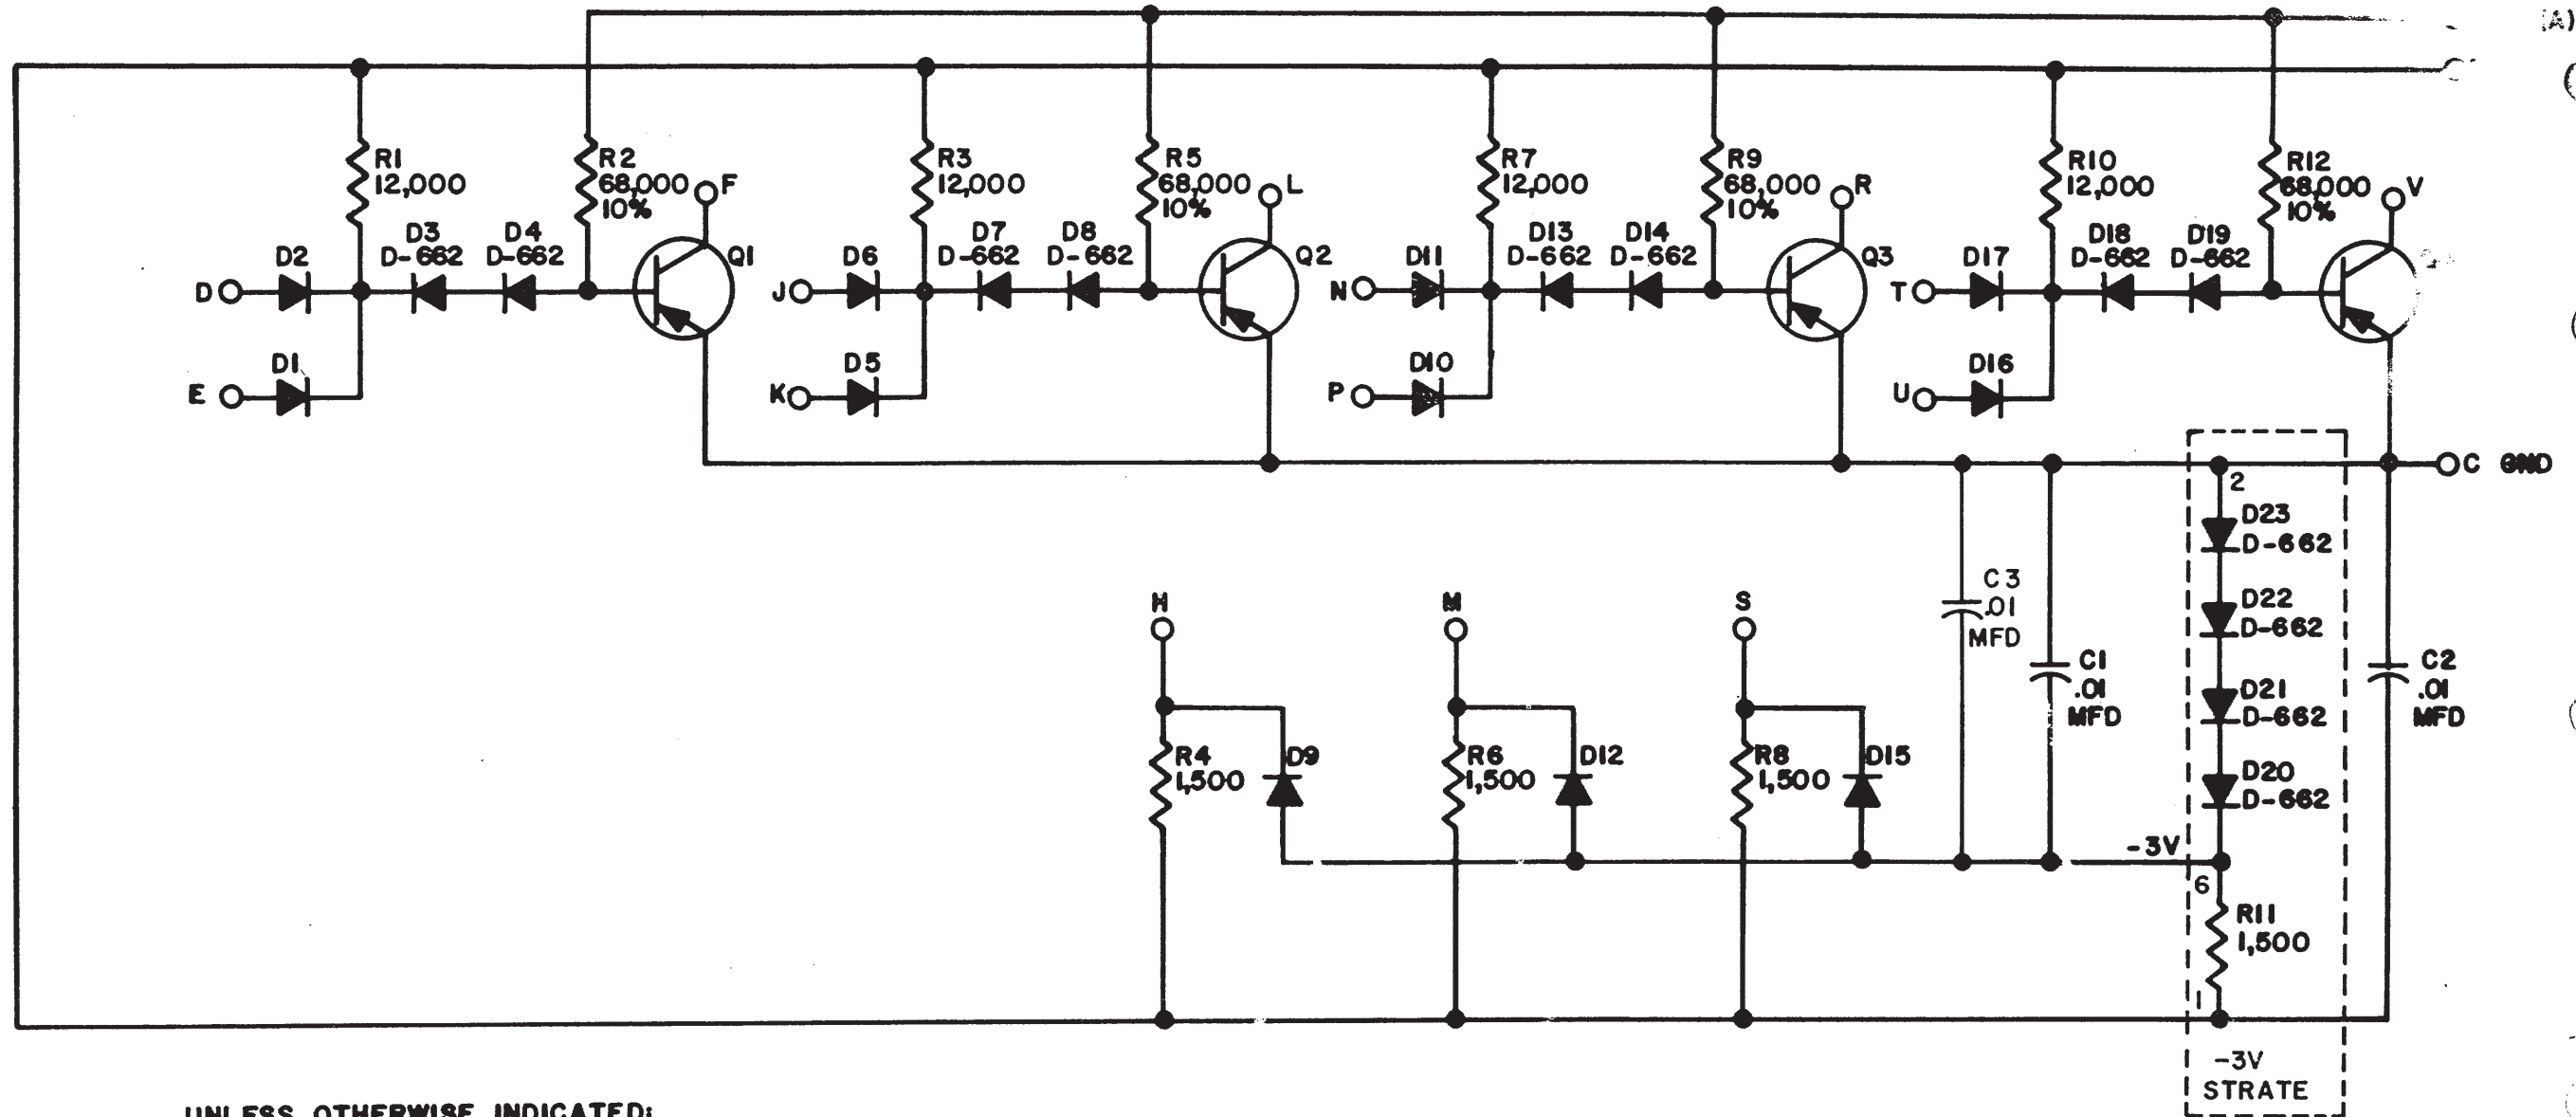 (A)
R1
12,000
R2
68,000
10%
F
R3
12,000
R5
68,000
10%
L
R7
12,000
R9
68,000
10%
R
R10
12,000
R12
68,000
10%
V
D
D2
D3
D-662
D4
D-662
Q1
J
D6
D7
D-662
D8
D-662
Q2
N
D11
D13
D-662
D14
D-662
Q3
T
D17
D18
D-662
D19
D-662
E
D1
K
D5
P
D10
U
D16
C GND
2
D23
D-662
H
M
S
C3
.01
MFD
D22
D-662
C1
.01
MFD
D21
D-662
C2
.01
MFD
R4
1,500
D9
R6
1,500
D12
R8
1,500
D15
D20
D-662
-3V
6
R11
1,500
1
-3V
STRATE
UNLESS OTHERWISE INDICATED: